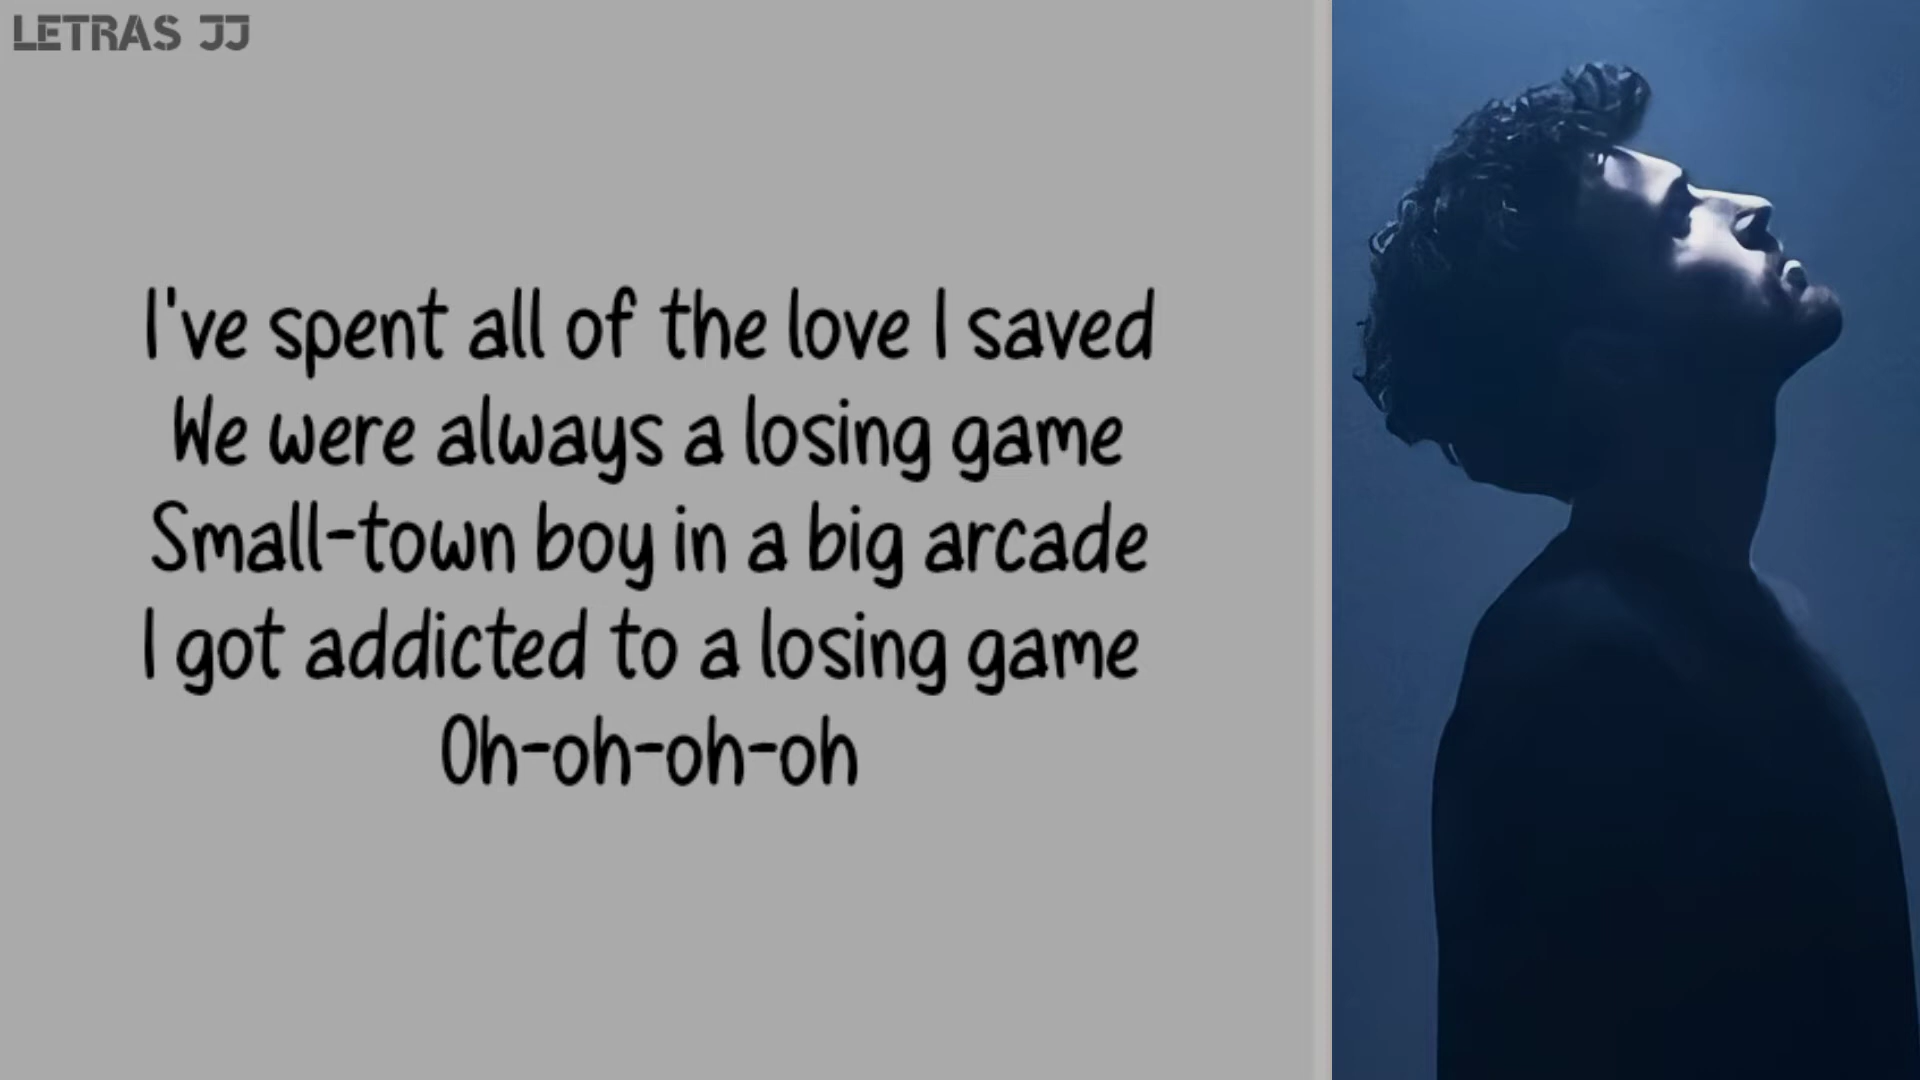 LETRAS JJ
I've spent all of the love I saved
We were always a losing game
Small-town boy in a big arcade
I got addicted to a losing game
Oh-oh-oh-oh